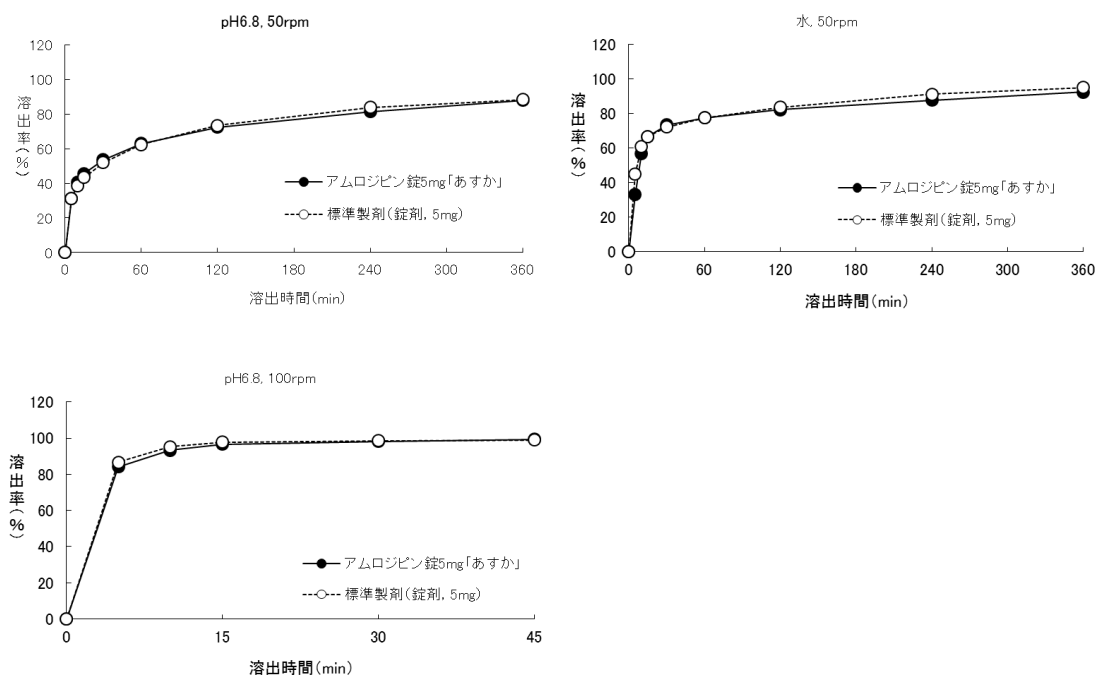 pH6.8, 50rpm
120
100
80
60
40
20
0
溶出率(%)
0 60 120 180 240 300 360
溶出時間(min)
アムロジピン錠5mg「あすか」
標準製剤(錠剤, 5mg)
水, 50rpm
120
100
80
60
40
20
0
溶出率(%)
0 60 120 180 240 300 360
溶出時間(min)
アムロジピン錠5mg「あすか」
標準製剤(錠剤, 5mg)
pH6.8, 100rpm
120
100
80
60
40
20
0
溶出率(%)
0 15 30 45
溶出時間(min)
アムロジピン錠5mg「あすか」
標準製剤(錠剤, 5mg)